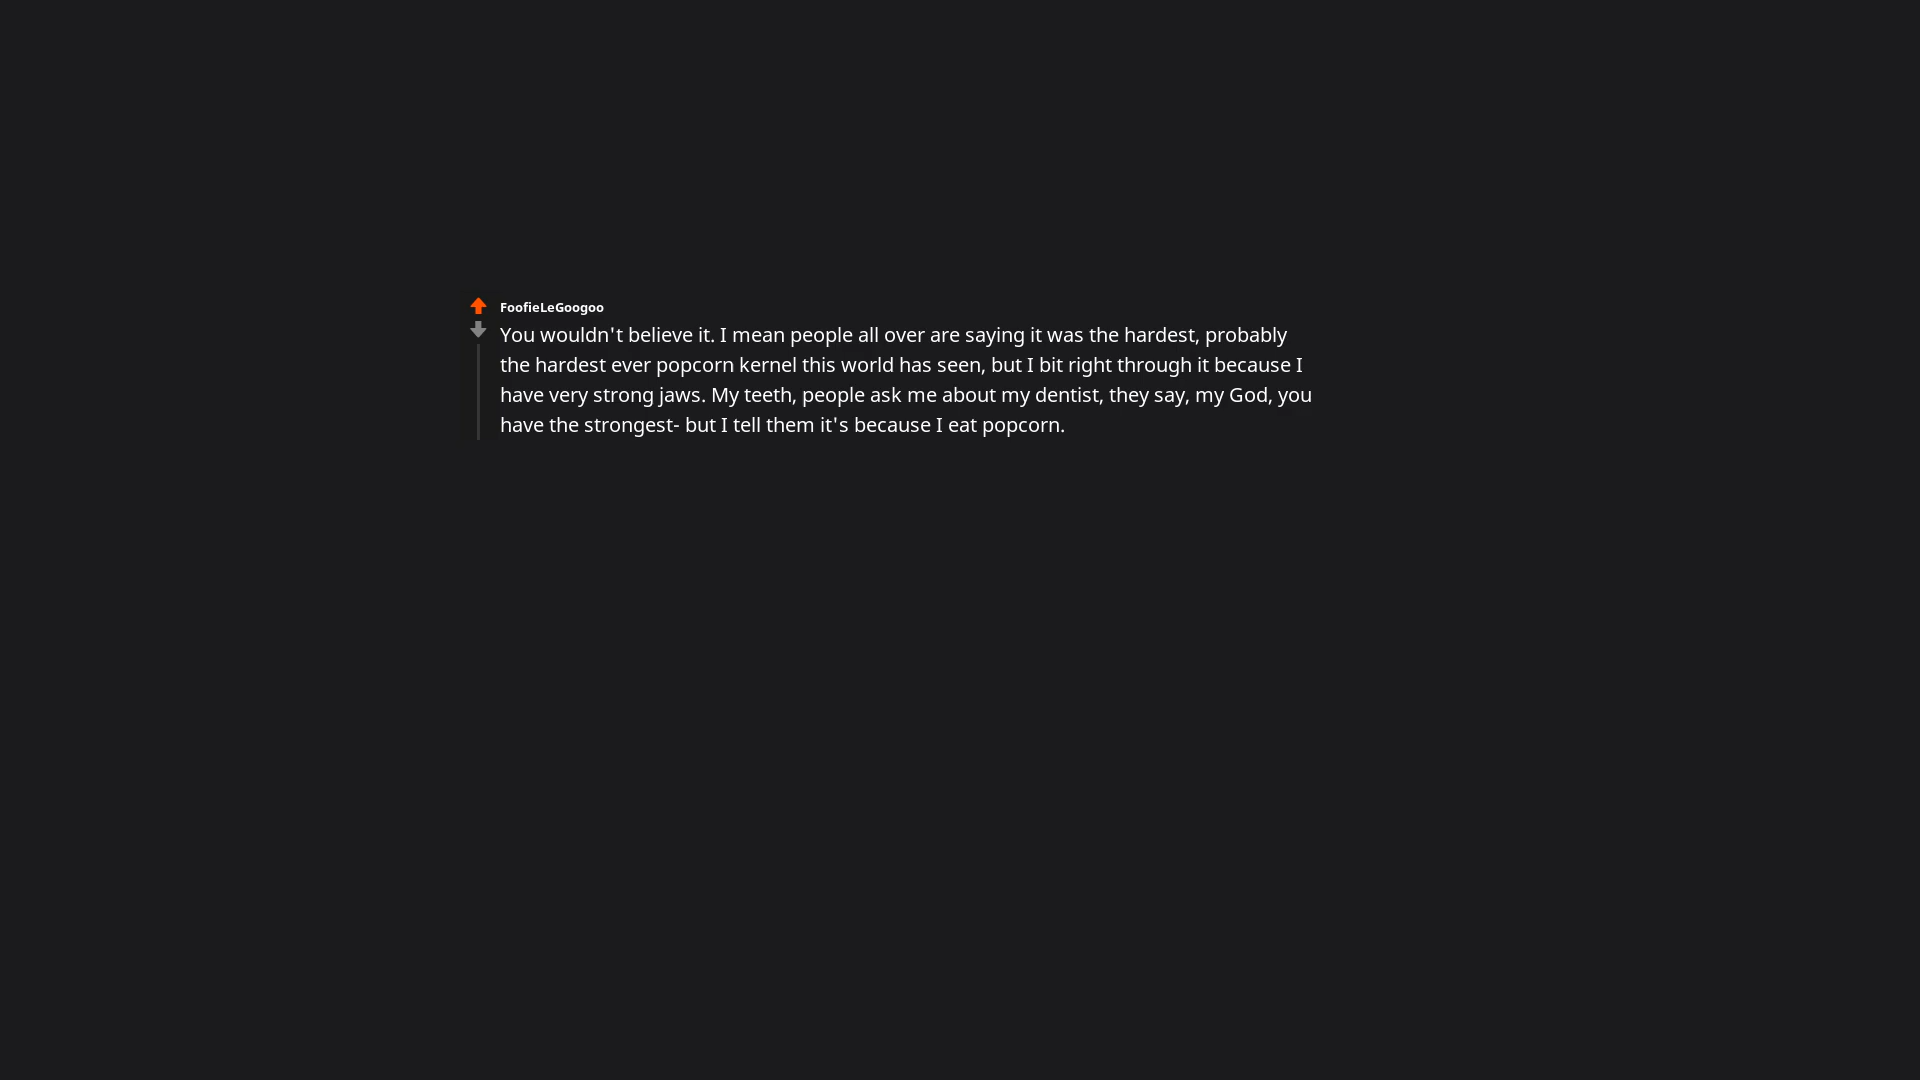 FoofieLeGoogoo
You wouldn't believe it. I mean people all over are saying it was the hardest, probably
the hardest ever popcorn kernel this world has seen, but I bit right through it because I
have very strong jaws. My teeth, people ask me about my dentist, they say, my God, you
have the strongest- but I tell them it's because I eat popcorn.